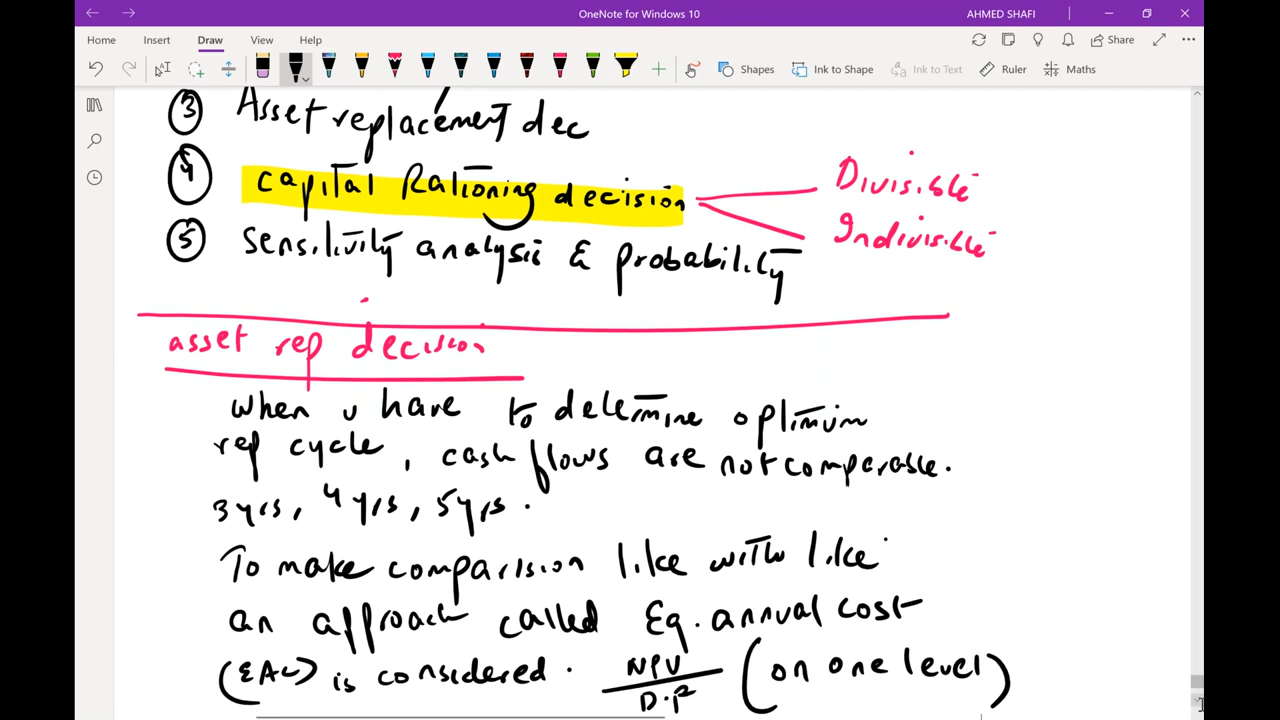 OneNote for Windows 10
AHMED SHAFI
Home Insert Draw View Help
Share
Shapes Ink to Shape Ink to Text Ruler Maths
③ Asset replacement dec
④ Capital Rationing decision
Divisible
Indivisible
⑤ Sensitivity analysis & probability
asset rep decision
when u have to determine optimum
rep cycle, cash flows are not comparable.
3yrs, 4yrs, 5yrs.
To make comparision like with like
an approach called Eq. annual cost
(EAC) is considered. NPV (on one level)